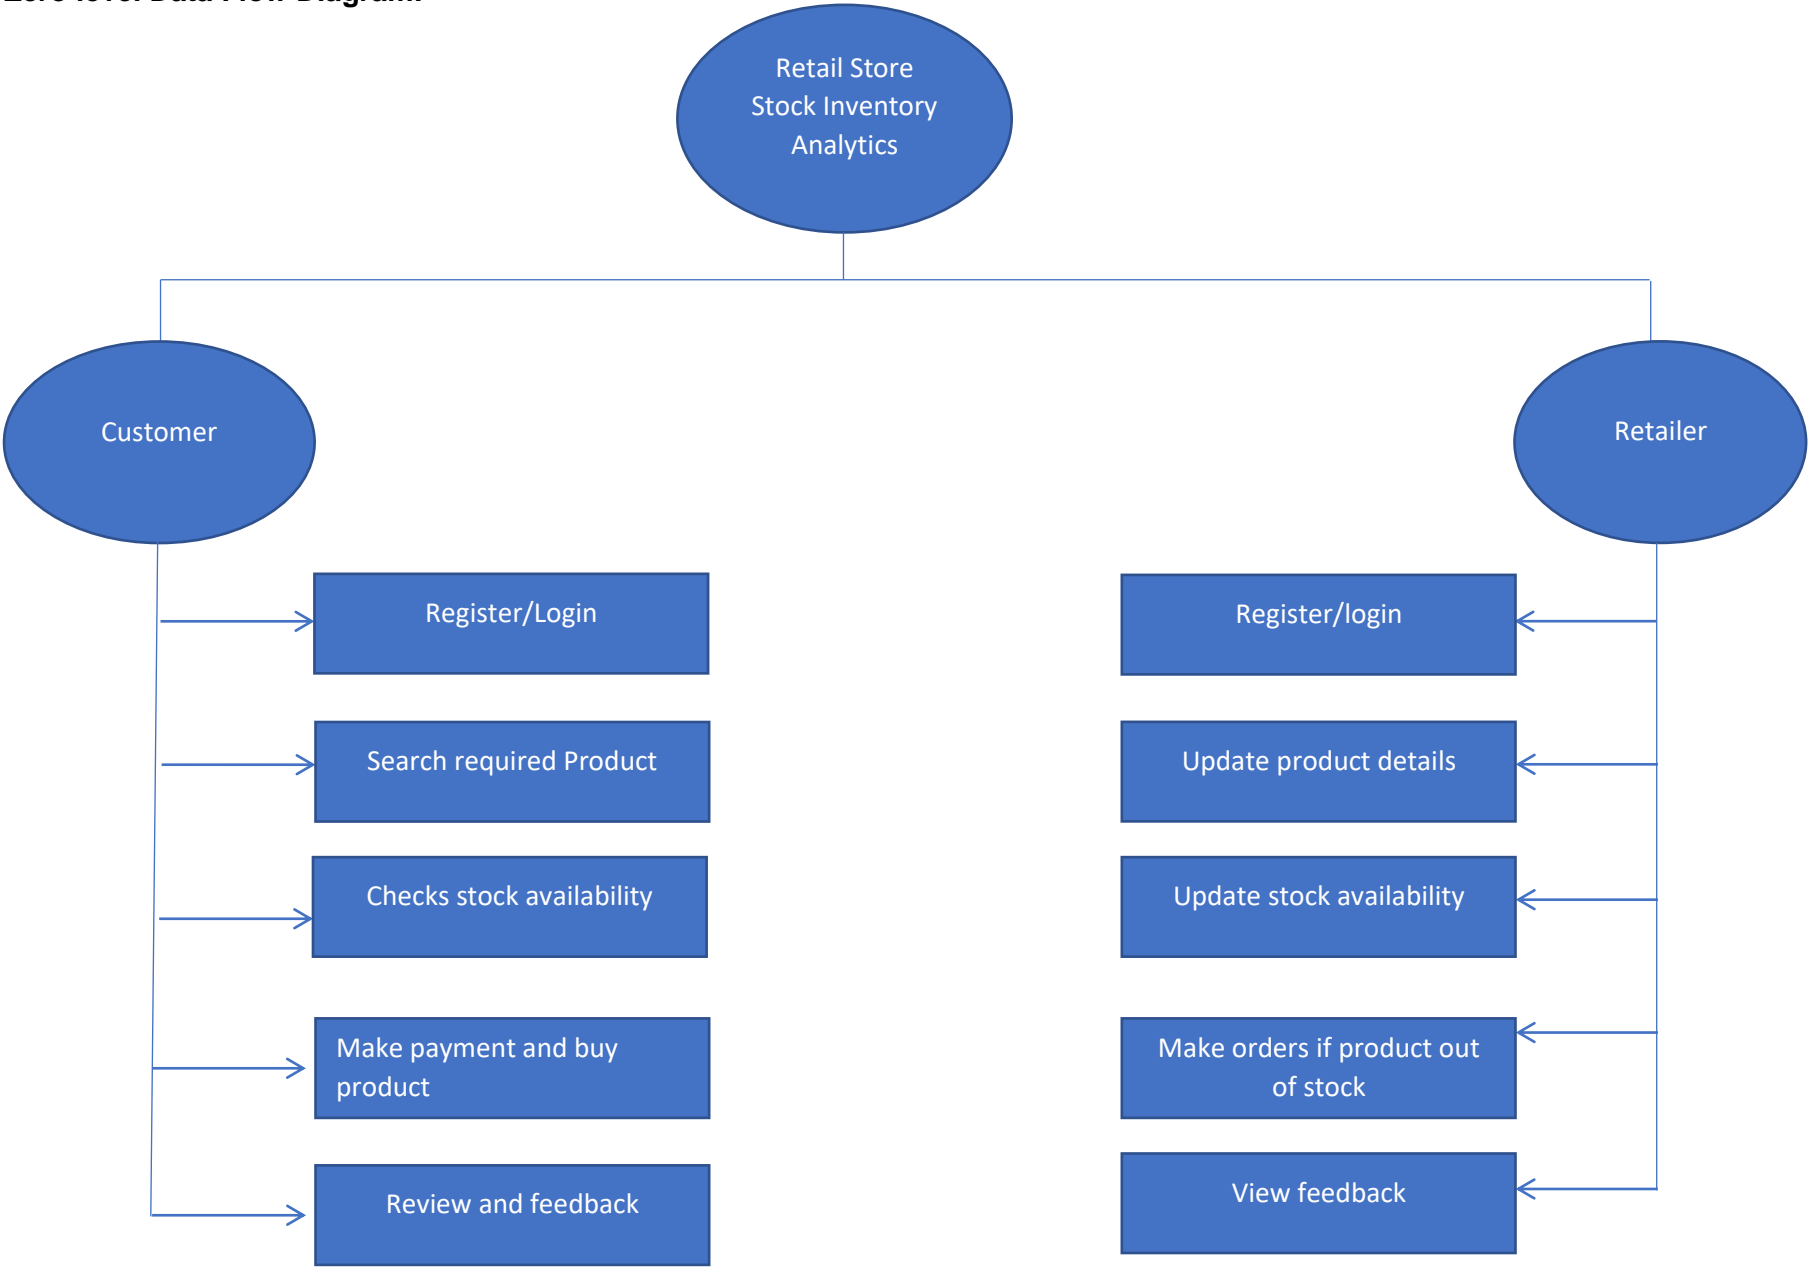 Retail Store
Stock Inventory
Analytics
Customer
Retailer
Register/Login
Search required Product
Checks stock availability
Make payment and buy
product
Review and feedback
Register/login
Update product details
Update stock availability
Make orders if product out
of stock
View feedback